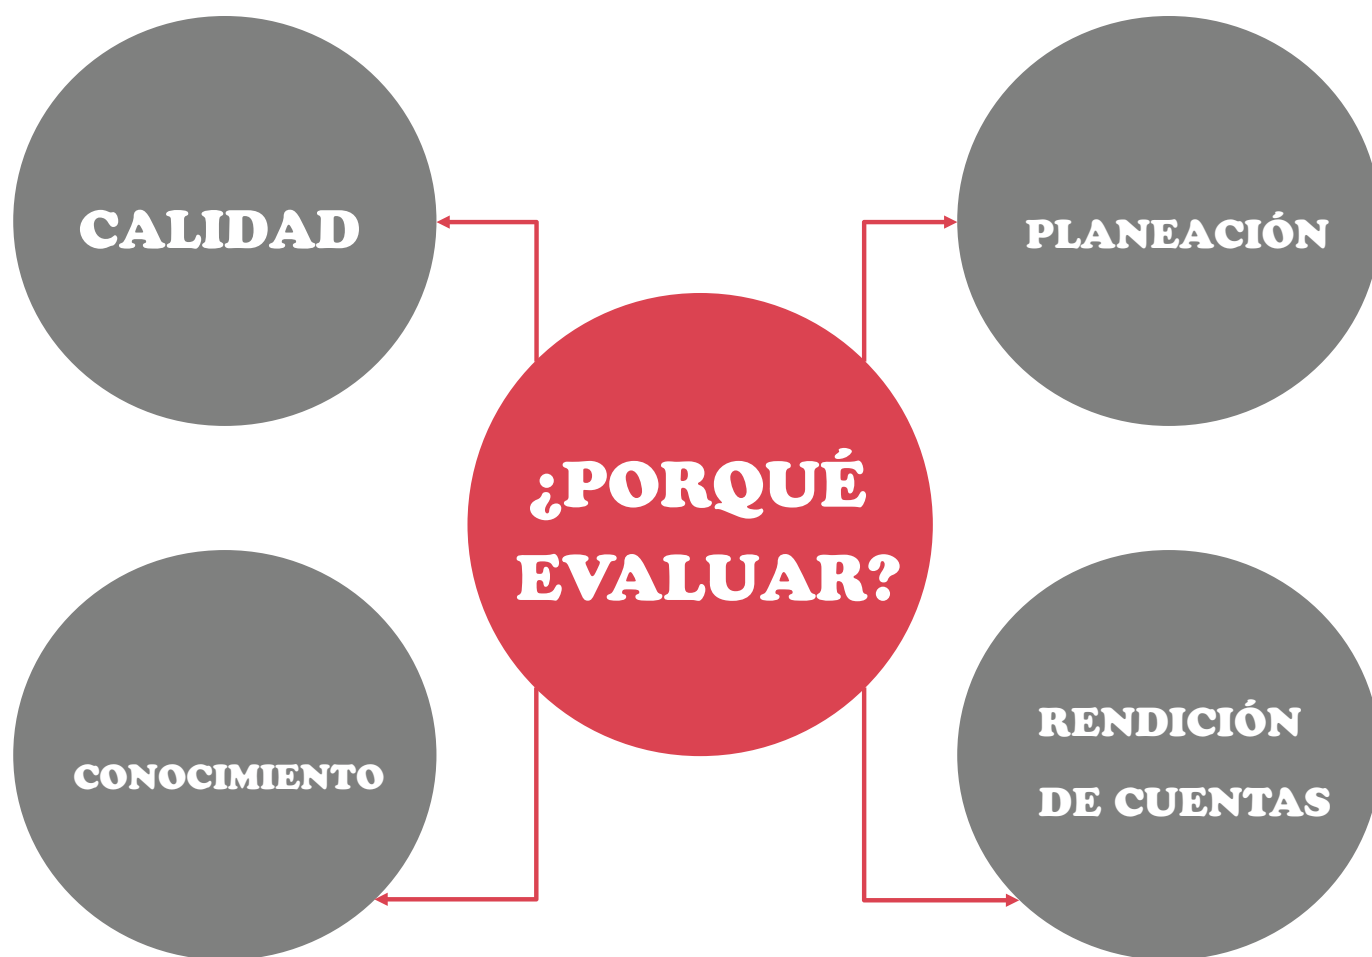 CALIDAD
PLANEACIÓN
¿PORQUÉ
EVALUAR?
CONOCIMIENTO
RENDICIÓN
DE CUENTAS